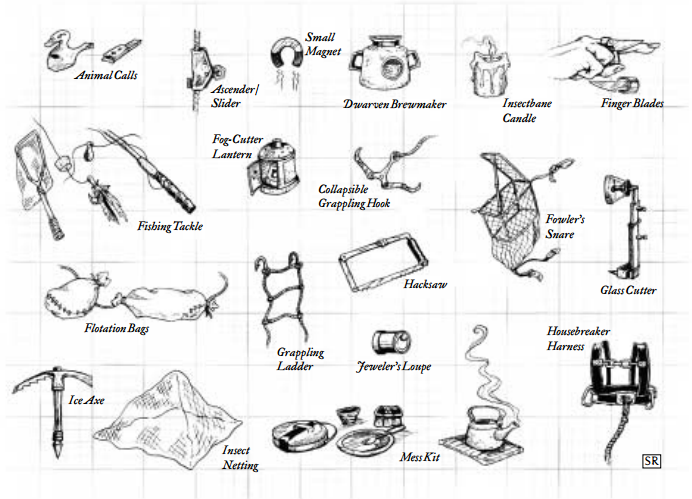 Animal Calls
Ascender/
Slider
Small
Magnet
Dwarven Brewmaker
Insectbane
Candle
Finger Blades
Fishing Tackle
Fog-Cutter
Lantern
Collapsible
Grappling Hook
Fowler's
Snare
Glass Cutter
Flotation Bags
Grappling
Ladder
Hacksaw
Jeweler's Loupe
Housebreaker
Harness
Ice Axe
Insect
Netting
Mess Kit
SR